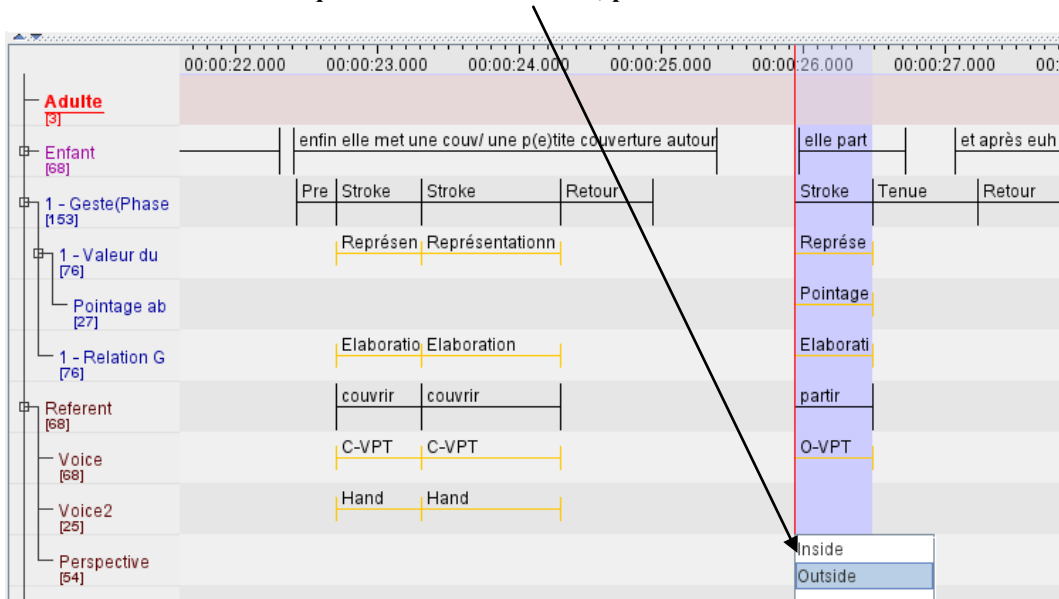 00:00:22.000 00:00:23.000 00:00:24.000 00:00:25.000 00:00:26.000 00:00:27.000 00:
Adulte
[3]
Enfant
[68]
enfin elle met une couv/ une p(e)tite couverture autour
elle part
et après euh
1 - Geste(Phase
[153]
Pre Stroke Stroke Retour Stroke Tenue Retour
1 - Valeur du
[76]
Représen Représentationn Représe
Pointage ab
[27]
Pointage
1 - Relation G
[76]
Elaboratio Elaboration Elaborati
Referent
[68]
couvrir couvrir partir
Voice
[68]
C-VPT C-VPT O-VPT
Voice2
[25]
Hand Hand
Perspective
[54]
Inside
Outside